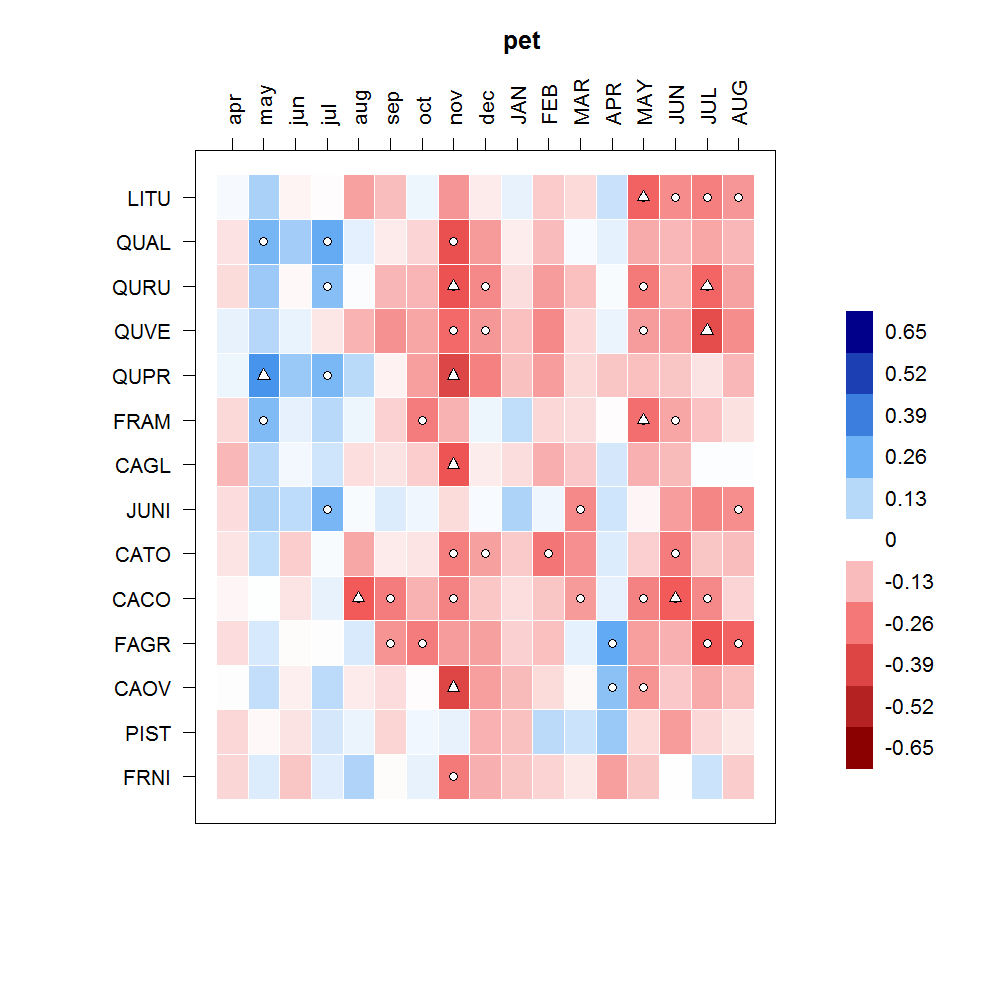 pet
apr may jun jul aug sep oct nov dec JAN FEB MAR APR MAY JUN JUL AUG
LITU
QUAL
QURU
QUVE
QUPR
FRAM
CAGL
JUNI
CATO
CACO
FAGR
CAOV
PIST
FRNI
0.65
0.52
0.39
0.26
0.13
0
-0.13
-0.26
-0.39
-0.52
-0.65